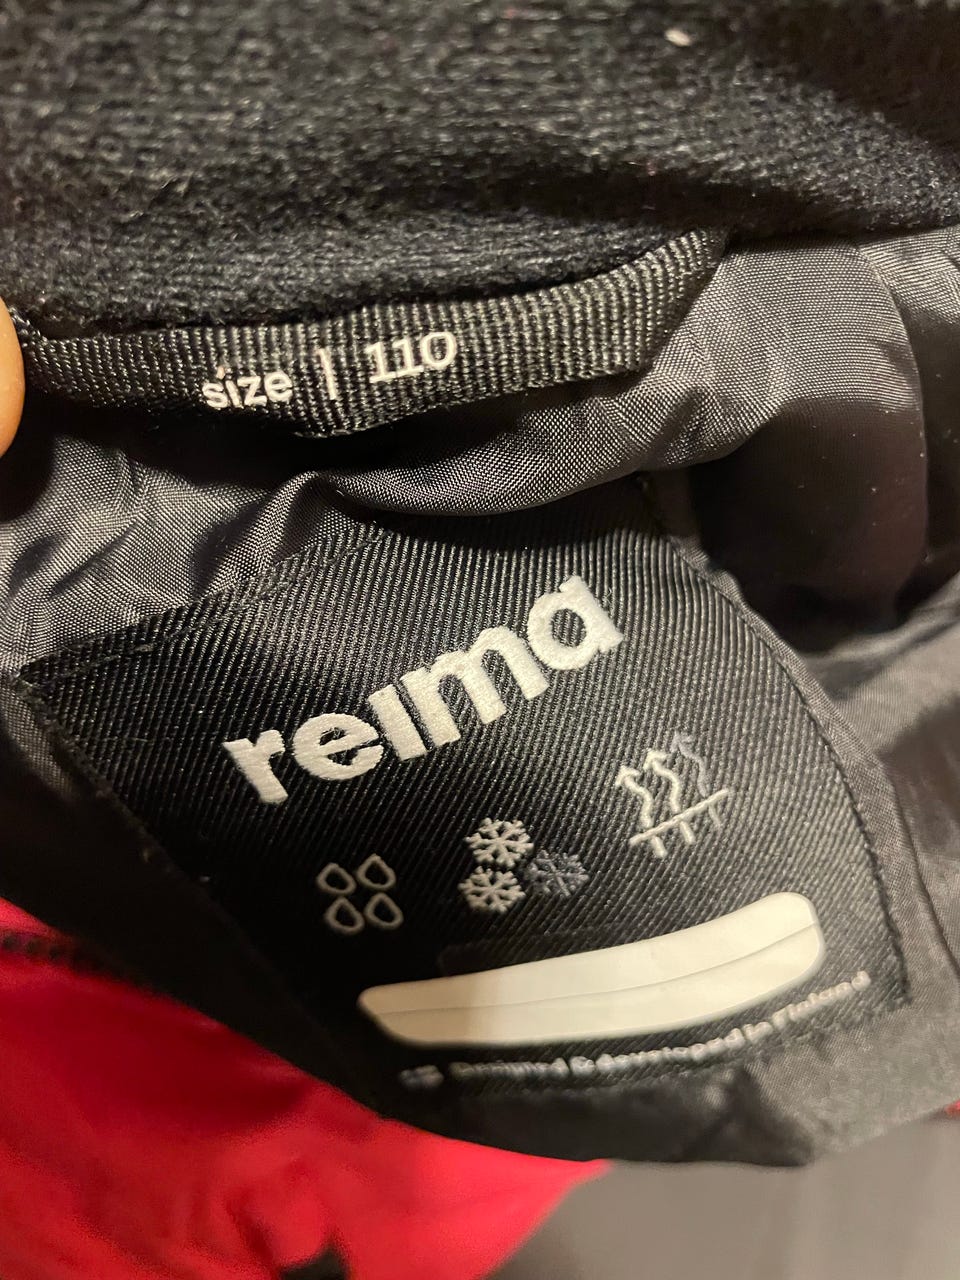 size | 110
reima
Designed & developed in Finland